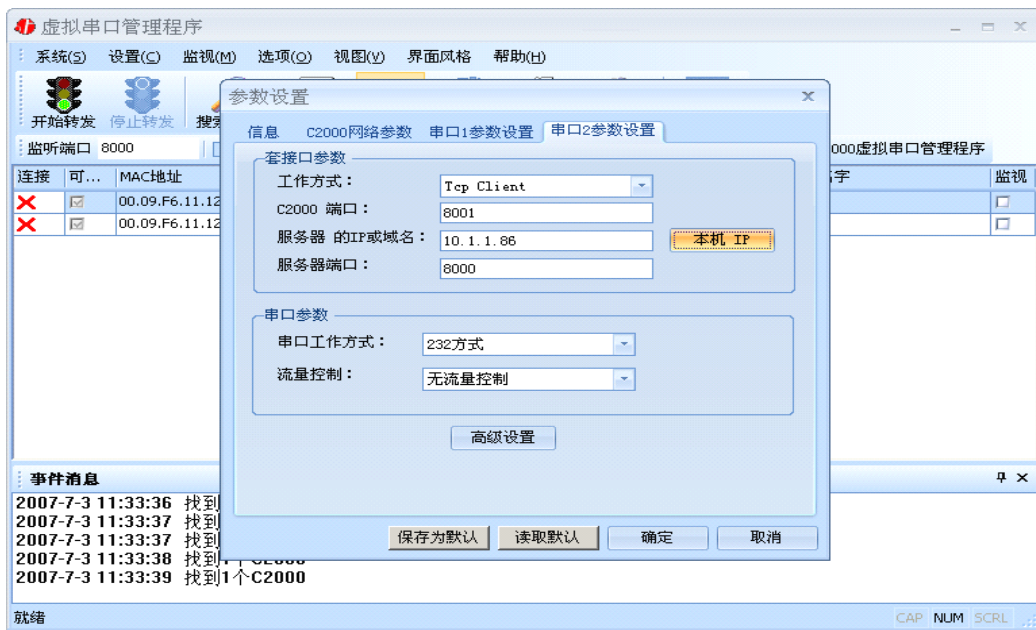 虚拟串口管理程序
系统(S) 设置(C) 监视(M) 选项(O) 视图(V) 界面风格 帮助(H)
开始转发 停止转发 搜索
监听端口 8000 000虚拟串口管理程序
连接 可... MAC地址 字 监视
00.09.F6.11.12
00.09.F6.11.12
参数设置
信息 C2000网络参数 串口1参数设置 串口2参数设置
套接口参数
工作方式： Tcp Client
C2000 端口： 8001
服务器 的IP或域名： 10.1.1.86 本机 IP
服务器端口： 8000
串口参数
串口工作方式： 232方式
流量控制： 无流量控制
高级设置
保存为默认 读取默认 确定 取消
事件消息
2007-7-3 11:33:36 找到
2007-7-3 11:33:37 找到
2007-7-3 11:33:37 找到
2007-7-3 11:33:38 找到1个C2000
2007-7-3 11:33:39 找到1个C2000
就绪 CAP NUM SCRL